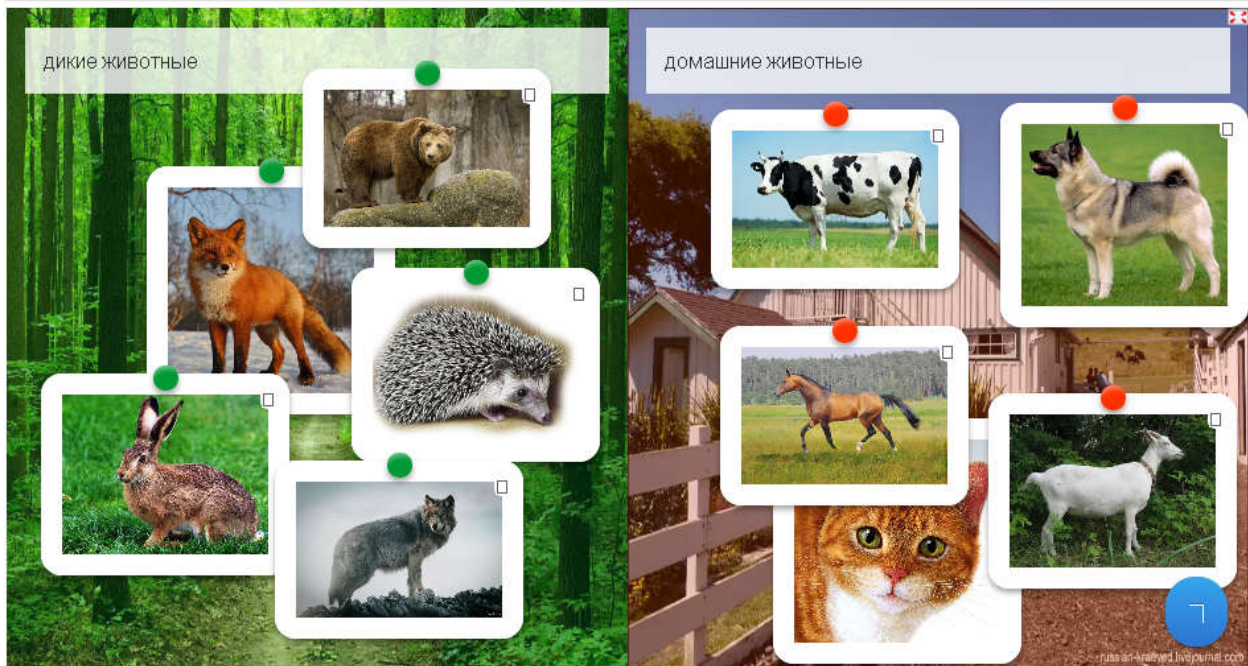 дикие животные
домашние животные
russian-kraeved.livejournal.com